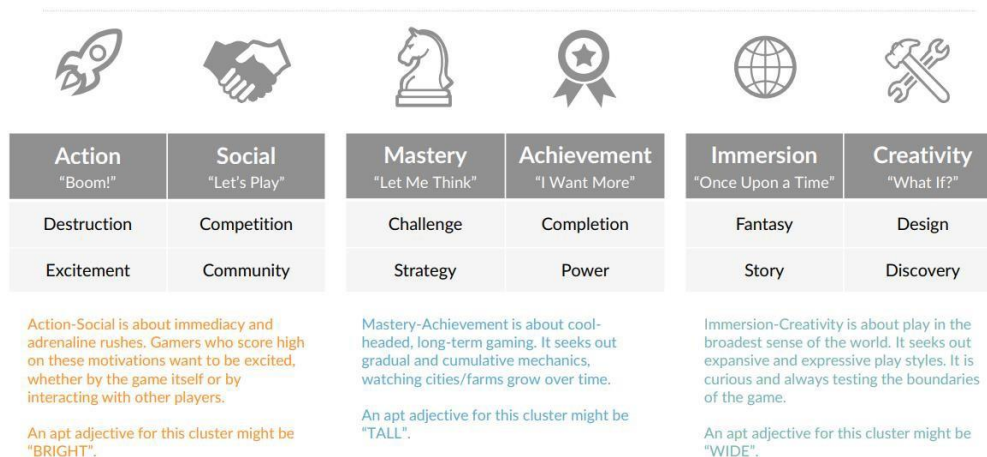 Action
"Boom!"
Destruction
Excitement
Social
"Let's Play"
Competition
Community
Mastery
"Let Me Think"
Challenge
Strategy
Achievement
"I Want More"
Completion
Power
Immersion
"Once Upon a Time"
Fantasy
Story
Creativity
"What If?"
Design
Discovery
Action-Social is about immediacy and
adrenaline rushes. Gamers who score high
on these motivations want to be excited,
whether by the game itself or by
interacting with other players.
An apt adjective for this cluster might be
"BRIGHT".
Mastery-Achievement is about cool-
headed, long-term gaming. It seeks out
gradual and cumulative mechanics,
watching cities/farms grow over time.
An apt adjective for this cluster might be
"TALL".
Immersion-Creativity is about play in the
broadest sense of the world. It seeks out
expansive and expressive play styles. It is
curious and always testing the boundaries
of the game.
An apt adjective for this cluster might be
"WIDE".